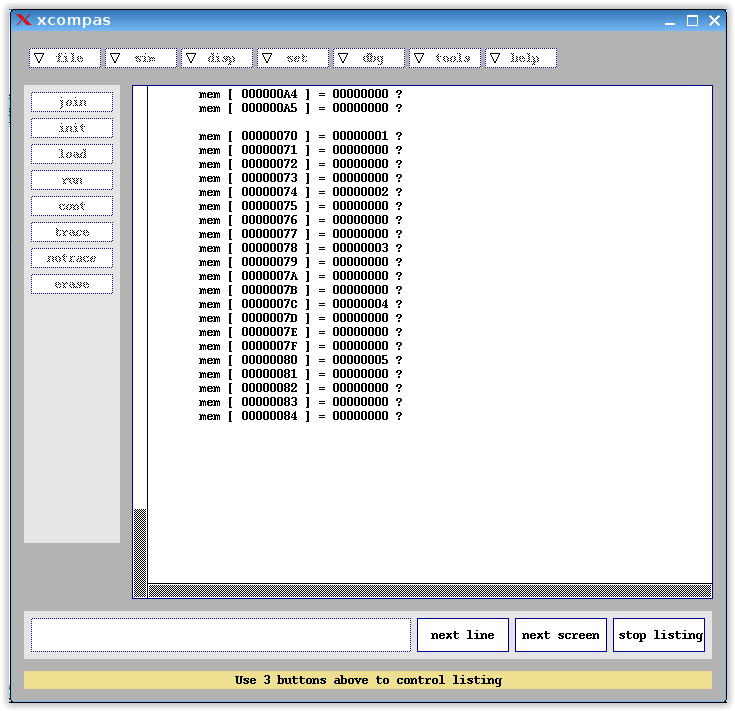 xcompas
file sim disp set dbg tools help
join
init
load
run
cont
trace
notrace
erase
mem [ 000000A4 ] = 00000000 ?
mem [ 000000A5 ] = 00000000 ?
mem [ 00000070 ] = 00000001 ?
mem [ 00000071 ] = 00000000 ?
mem [ 00000072 ] = 00000000 ?
mem [ 00000073 ] = 00000000 ?
mem [ 00000074 ] = 00000002 ?
mem [ 00000075 ] = 00000000 ?
mem [ 00000076 ] = 00000000 ?
mem [ 00000077 ] = 00000000 ?
mem [ 00000078 ] = 00000003 ?
mem [ 00000079 ] = 00000000 ?
mem [ 0000007A ] = 00000000 ?
mem [ 0000007B ] = 00000000 ?
mem [ 0000007C ] = 00000004 ?
mem [ 0000007D ] = 00000000 ?
mem [ 0000007E ] = 00000000 ?
mem [ 0000007F ] = 00000000 ?
mem [ 00000080 ] = 00000005 ?
mem [ 00000081 ] = 00000000 ?
mem [ 00000082 ] = 00000000 ?
mem [ 00000083 ] = 00000000 ?
mem [ 00000084 ] = 00000000 ?
next line next screen stop listing
Use 3 buttons above to control listing